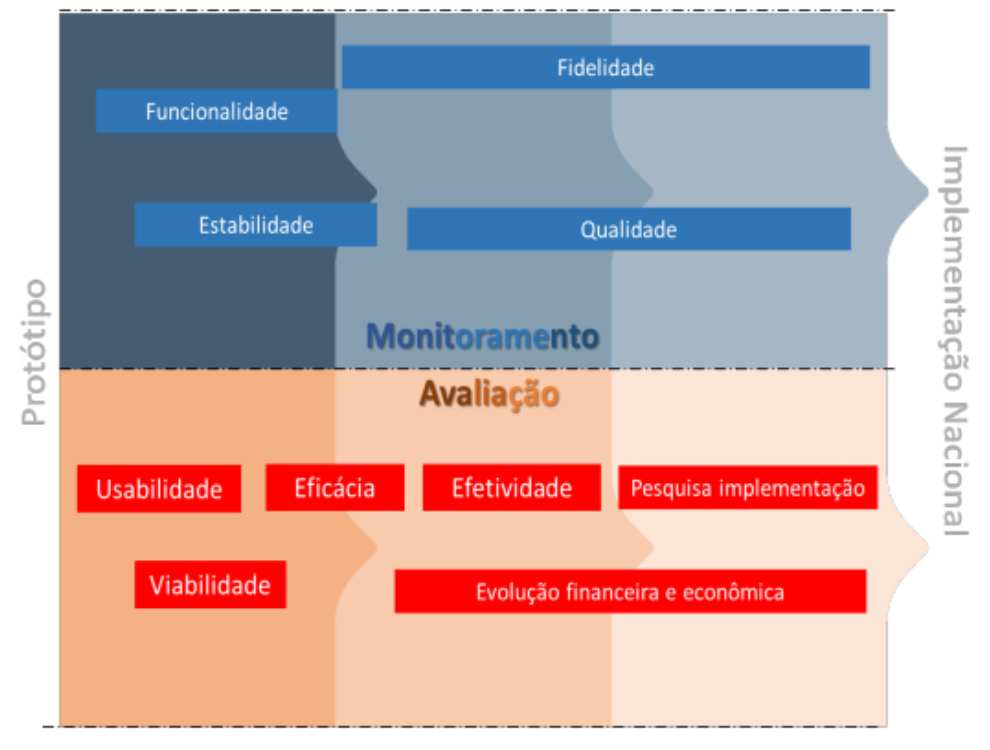 Fidelidade
Funcionalidade
Estabilidade
Qualidade
Monitoramento
Protótipo
Implementação Nacional
Avaliação
Usabilidade
Eficácia
Efetividade
Pesquisa implementação
Viabilidade
Evolução financeira e econômica